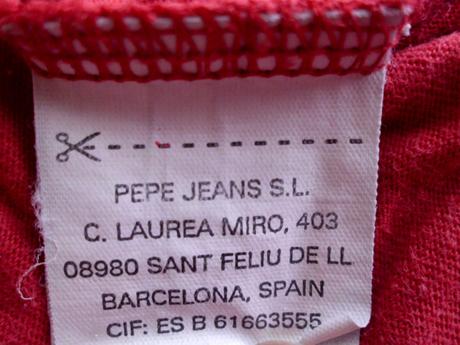 PEPE JEANS S.L.
C. LAUREA MIRO, 403
08980 SANT FELIU DE LL
BARCELONA, SPAIN
CIF: ES B 61663555